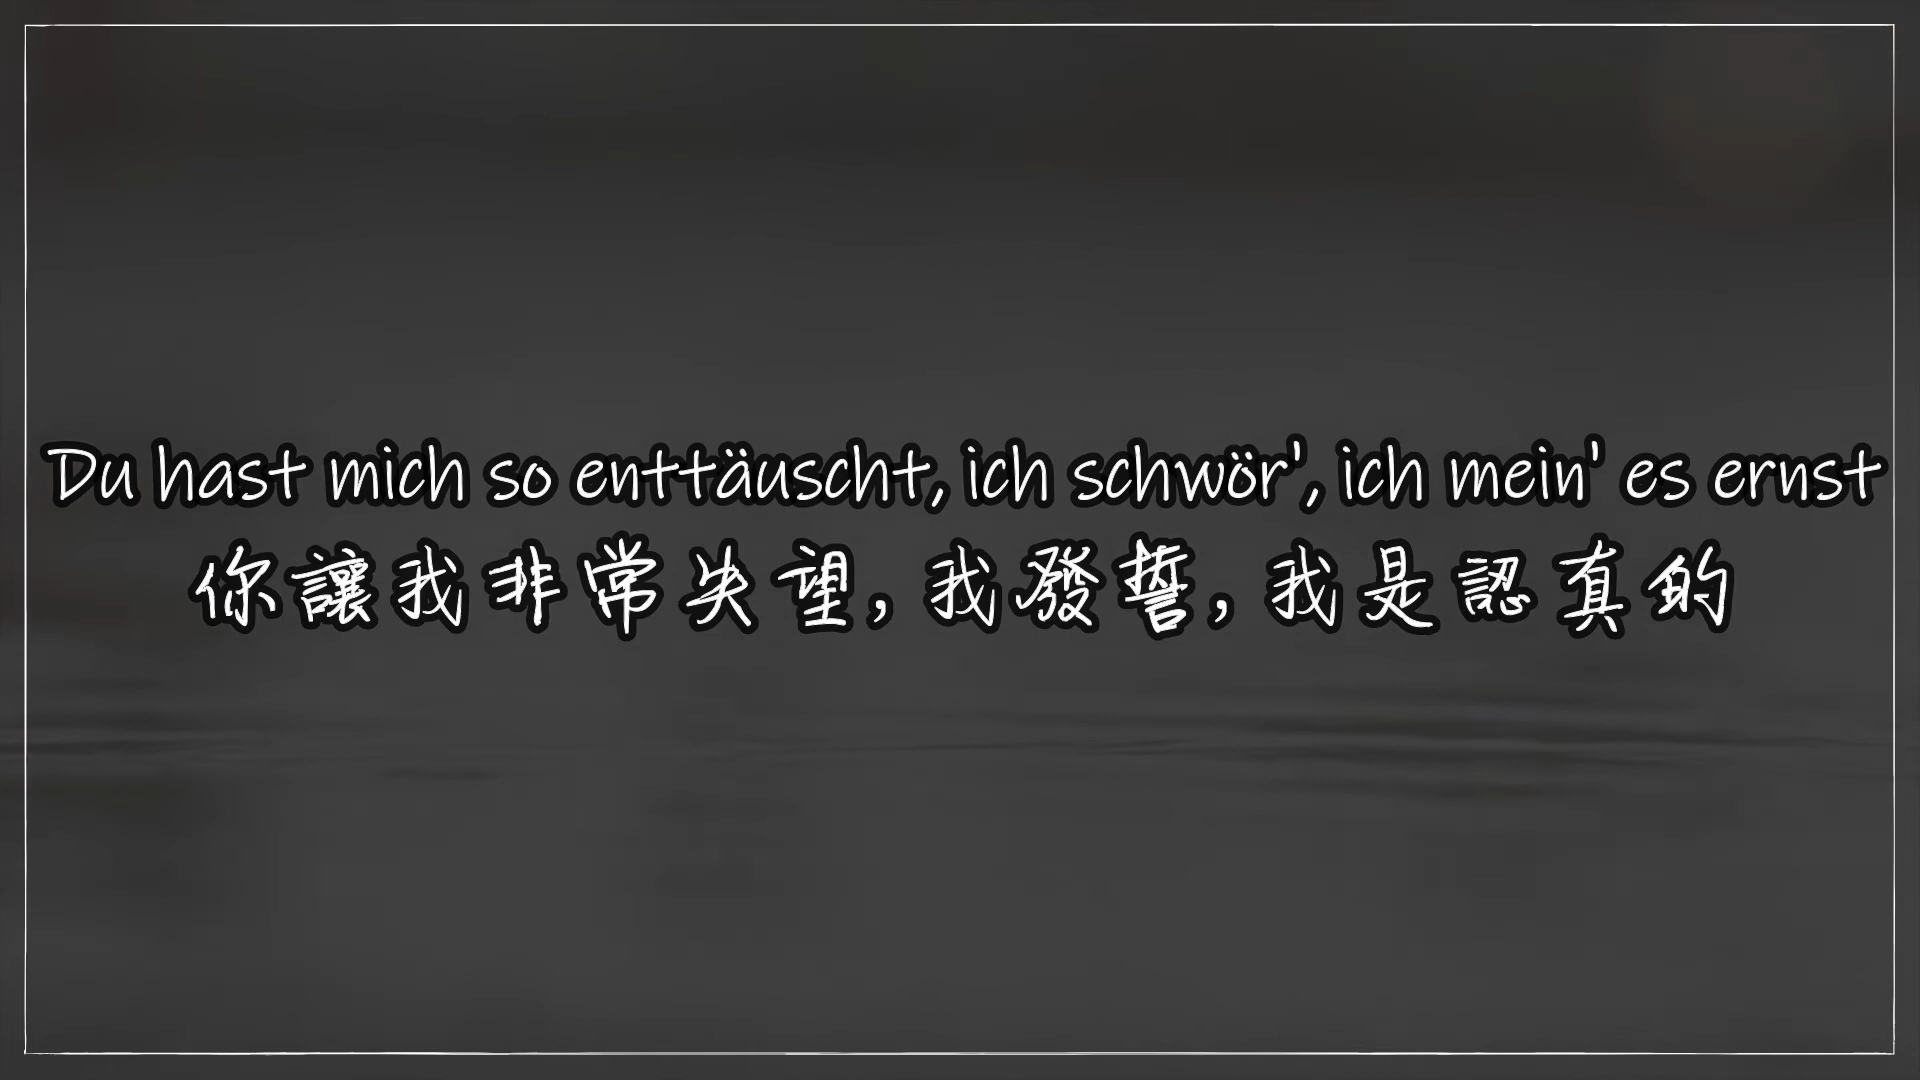 Du hast mich so enttäuscht, ich schwör', ich mein' es ernst
你讓我非常失望, 我發誓, 我是認真的